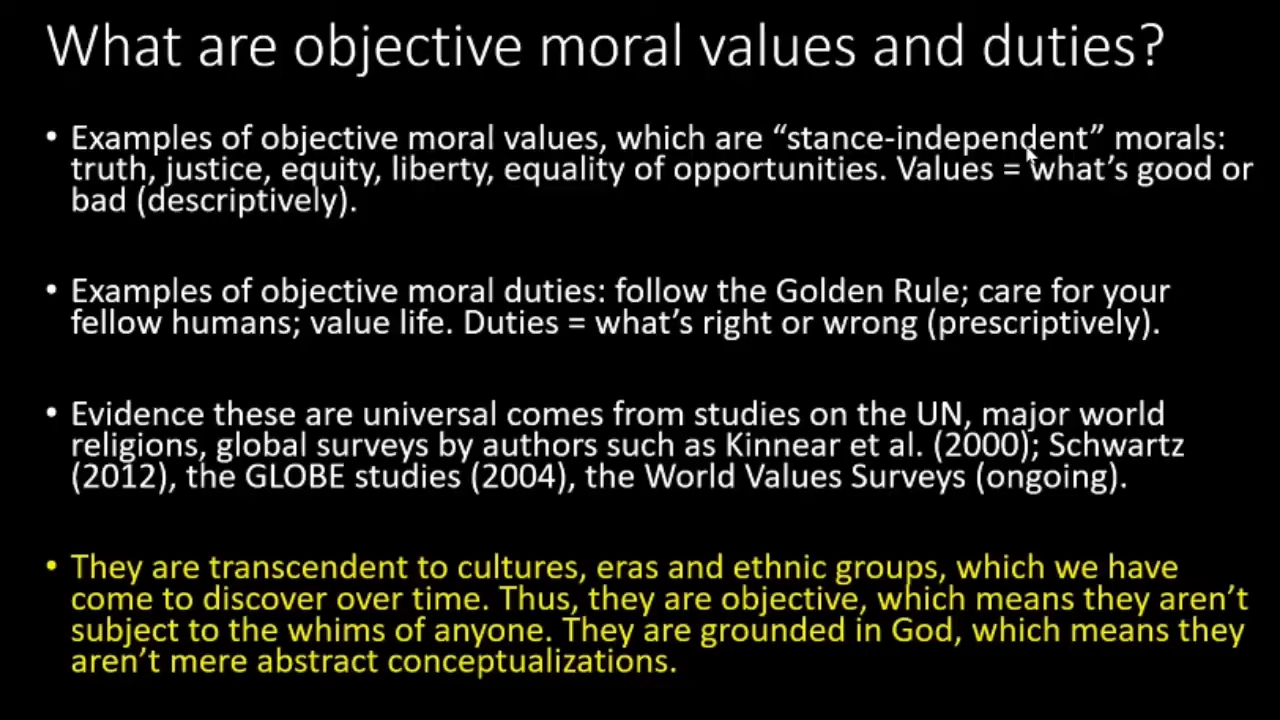 What are objective moral values and duties?
• Examples of objective moral values, which are “stance-independent” morals:
truth, justice, equity, liberty, equality of opportunities. Values = what’s good or
bad (descriptively).
• Examples of objective moral duties: follow the Golden Rule; care for your
fellow humans; value life. Duties = what’s right or wrong (prescriptively).
• Evidence these are universal comes from studies on the UN, major world
religions, global surveys by authors such as Kinnear et al. (2000); Schwartz
(2012), the GLOBE studies (2004), the World Values Surveys (ongoing).
• They are transcendent to cultures, eras and ethnic groups, which we have
come to discover over time. Thus, they are objective, which means they aren’t
subject to the whims of anyone. They are grounded in God, which means they
aren’t mere abstract conceptualizations.